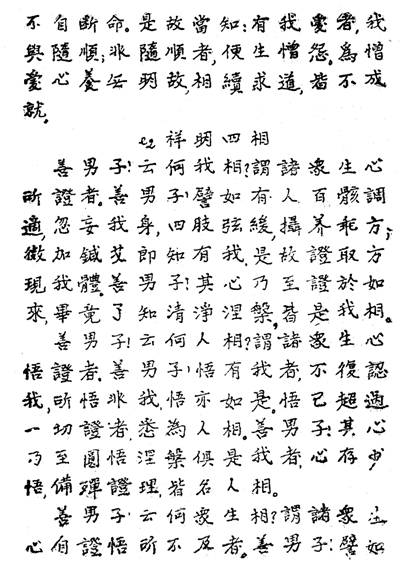 不自斷命。是故當知:有我愛者,我
與隨順;非隨順者,便生憎怨。為憎
愛心養无明故,相續求道,皆不成
就。
祥明四相
善男子!云何我相?謂諸衆生心
所證者。善男子!譬如有人百骸調
適,忽妄我身,四肢弦緩,攝養乖方;
微加鍼艾即知有我。是故證取方
現我體。善男子!其心乃至證於如
來,畢竟了知清淨涅槃,皆是我相。
善男子!云何人相?謂諸衆生心
悟證者。善男子!悟有我者,不復認
我,所悟非我,悟亦如是。悟已超過
一切證者,悉為人相。善男子!其心
乃至圓悟涅槃俱是我者,心存少
悟,備殫證理,皆名人相。
善男子!云何衆生相?謂諸衆生
心自證悟所不及者。善男子!譬如